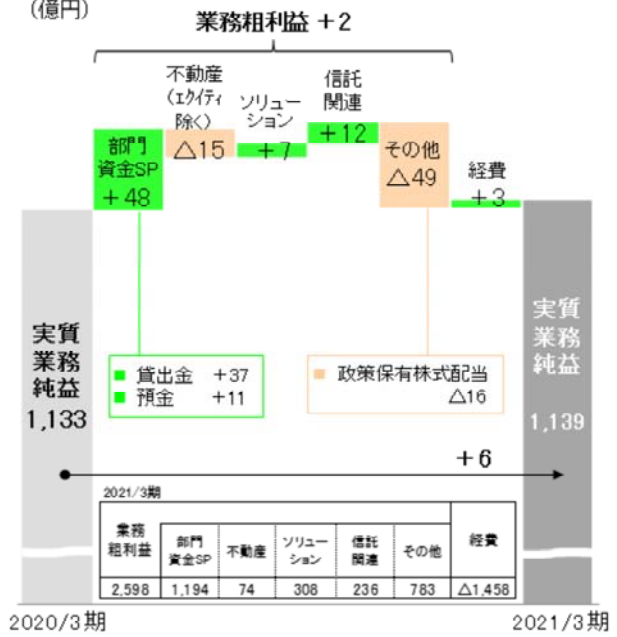 (億円)
業務粗利益 +2
不動産
(エクイティ
除く)
△15
ソリュー
ション
+7
信託
関連
+12
部門
資金SP
+48
その他
△49
経費
+3
実質
業務
純益
1,133
■ 貸出金 +37
■ 預金 +11
■ 政策保有株式配当
△16
実質
業務
純益
1,139
+6
2021/3期
業務
粗利益
部門
資金SP
不動産
ソリュー
ション
信託
関連
その他
経費
2,598 1,194 74 308 236 783 △1,458
2020/3期
2021/3期